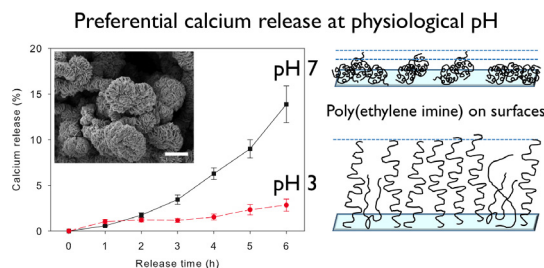 Preferential calcium release at physiological pH
20
15
10
5
0
Calcium release (%)
0 1 2 3 4 5 6
Release time (h)
pH 7
pH 3
Poly(ethylene imine) on surfaces